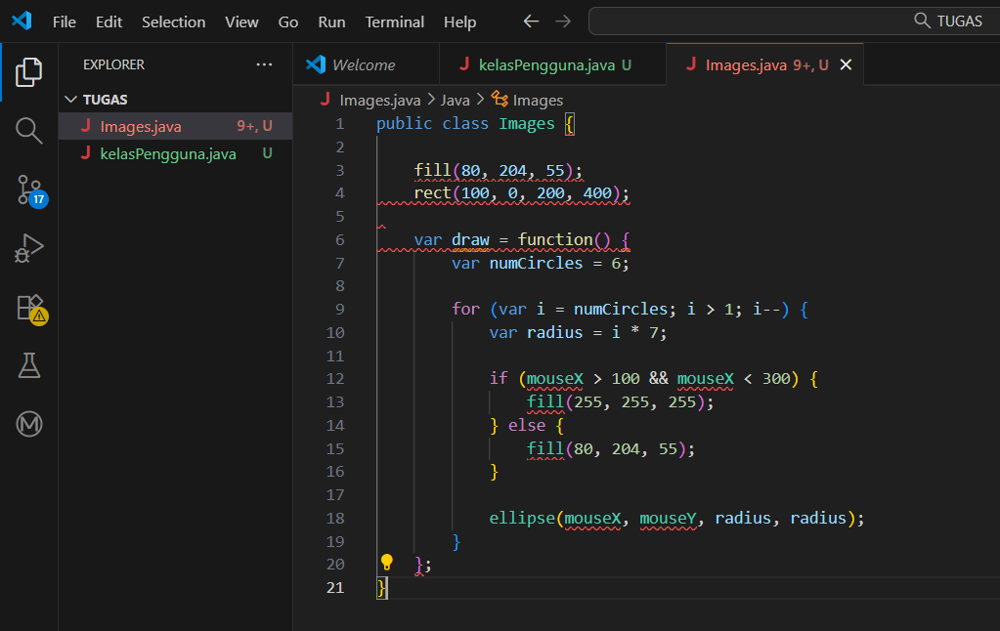 File Edit Selection View Go Run Terminal Help TUGAS
EXPLORER ...
Welcome
kelasPengguna.java U
Images.java 9+, U
TUGAS
Images.java 9+, U
kelasPengguna.java U
17
Images.java > Java > Images
1 public class Images {
2
3 fill(80, 204, 55);
4 rect(100, 0, 200, 400);
5
6 var draw = function() {
7 var numCircles = 6;
8
9 for (var i = numCircles; i > 1; i--) {
10 var radius = i * 7;
11
12 if (mouseX > 100 && mouseX < 300) {
13 fill(255, 255, 255);
14 } else {
15 fill(80, 204, 55);
16 }
17
18 ellipse(mouseX, mouseY, radius, radius);
19 }
20 };
21 }